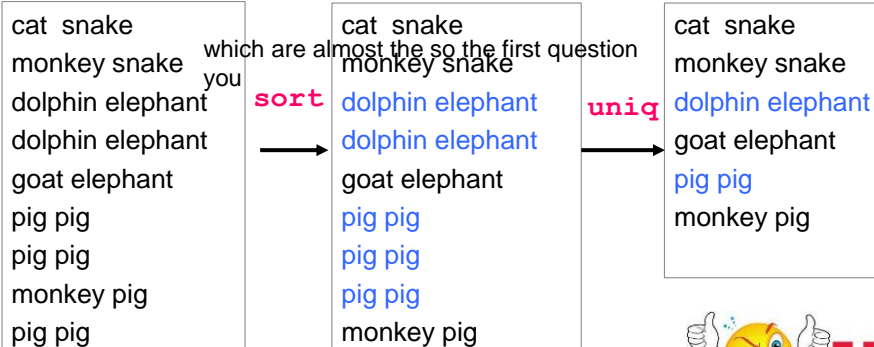 cat snake
monkey snake
dolphin elephant
dolphin elephant
goat elephant
pig pig
pig pig
monkey pig
pig pig
which are almost the so the first question
you
sort
cat snake
monkey snake
dolphin elephant
dolphin elephant
goat elephant
pig pig
pig pig
pig pig
monkey pig
uniq
cat snake
monkey snake
dolphin elephant
goat elephant
pig pig
monkey pig